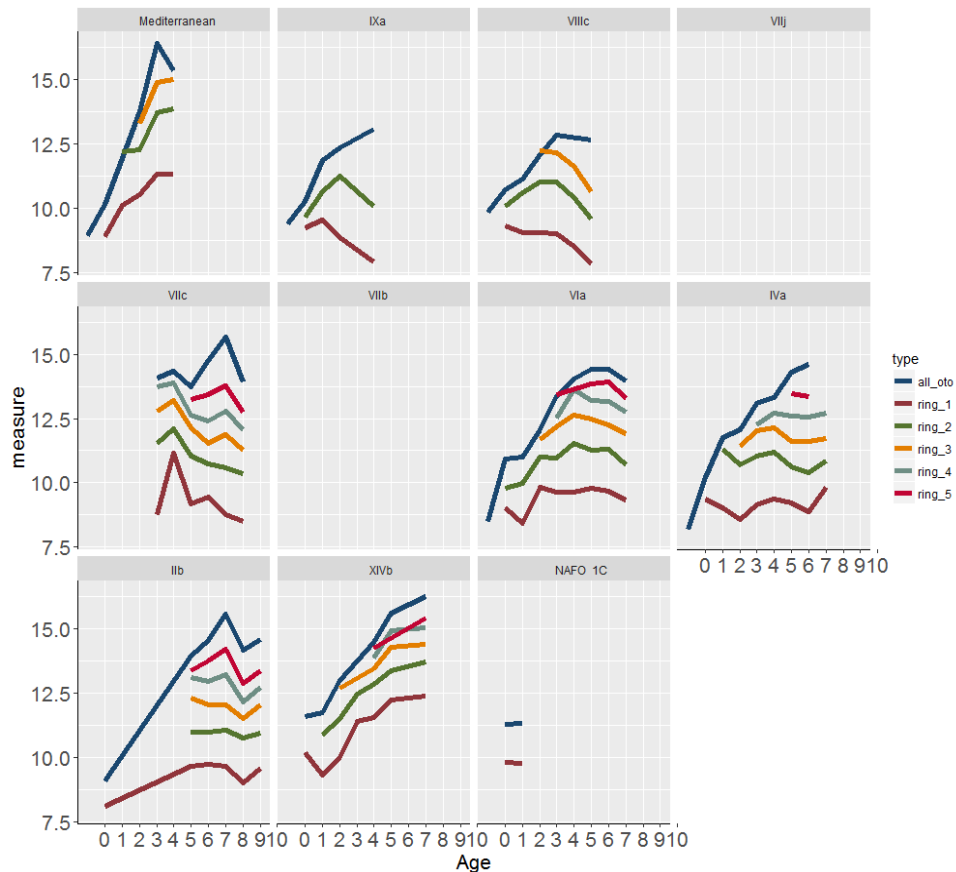 Mediterranean IXa VIIIc VIIj
15.0
12.5
10.0
7.5
VIIc VIIb VIa IVa
15.0
12.5
10.0
7.5
0 1 2 3 4 5 6 7 8 910
IIb XIVb NAFO 1C
15.0
12.5
10.0
7.5
0 1 2 3 4 5 6 7 8 910 0 1 2 3 4 5 6 7 8 910 0 1 2 3 4 5 6 7 8 910
Age
measure
type
all_oto
ring_1
ring_2
ring_3
ring_4
ring_5